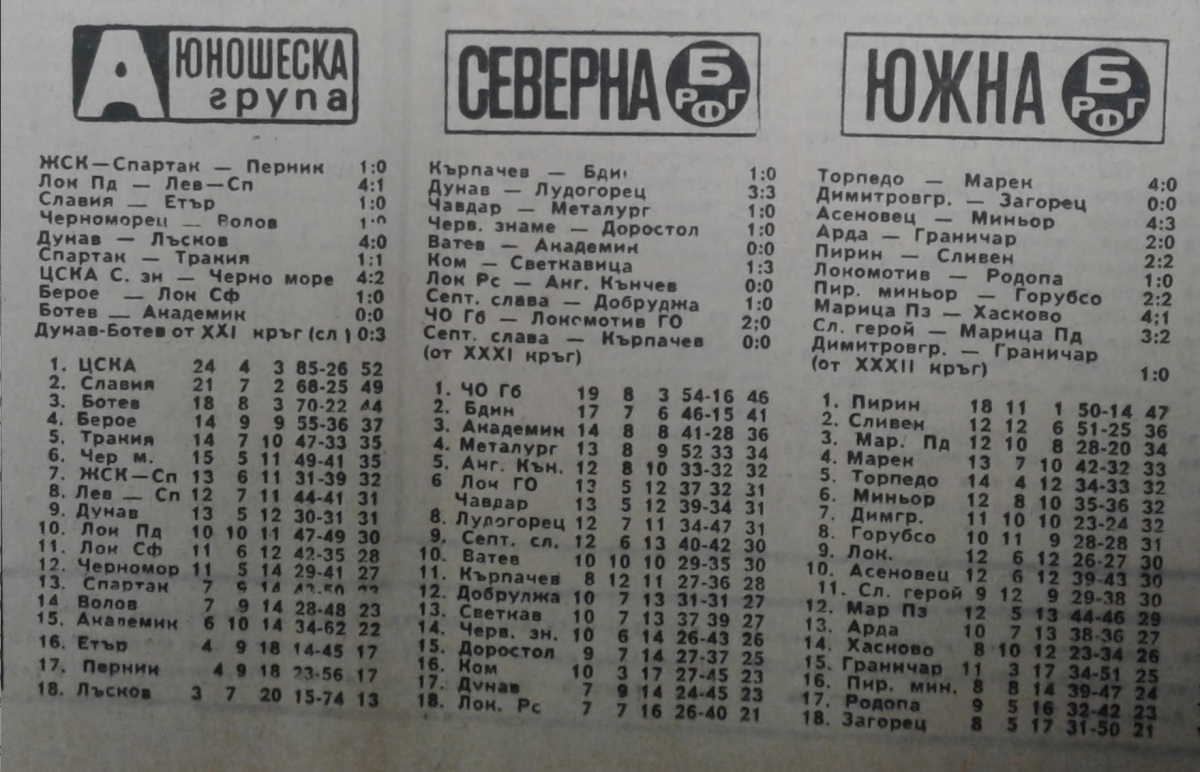 А ЮНОШЕСКА
група
ЖСК—Спартак — Перник 1:0
Лок Пд — Лев—Сп 4:1
Славия — Етър 1:0
Черноморец — Волов
Дунав — Лъсков 4:0
Спартак — Тракия 1:1
ЦСКА С. зн — Черно море 4:2
Берое — Лок Сф 1:0
Ботев — Академик 0:0
Дунав-Ботев от XXI кръг (сл ) 0:3
1. ЦСКА 24 4 3 85-26 52
2. Славия 21 7 2 68-25 49
3. Ботев 18 8 3 70-22 44
4. Берое 14 9 9 55-36 37
5. Тракия 14 7 10 47-33 35
6. Чер м. 15 5 11 49-41 35
7. ЖСК—Сп 13 6 11 31-39 32
8. Лев — Сп 12 7 11 44-41 31
9. Дунав 13 5 12 30-31 31
10. Лок Пд 10 10 11 47-49 30
11. Лок Сф 11 6 12 42-35 28
12. Черномор 11 5 14 29-41 27
13. Спартак 7
14 Волов 7 9 14 28-48 23
15. Академик 6 10 14 34-62 22
16. Етър 4 9 18 14-45 17
17. Перник 4 9 18 23-56 17
18. Лъсков 3 7 20 15-74 13
СЕВЕРНА Б РФГ
Кърпачев — Бдин 1:0
Дунав — Лудогорец 3:3
Чавдар — Металург 1:0
Черв. знаме — Доростол 1:0
Ватев — Академик 0:0
Ком — Светкавица 1:3
Лок Рс — Анг. Кънчев 0:0
Септ. слава — Добруджа 1:0
ЧО Гб — Локомотив ГО 2;0
Септ. слава — Кърпачев 0:0
(от XXXI кръг)
1. ЧО Гб 19 8 3 54-16 46
2. Бдин 17 7 6 46-15 41
3. Академик 14 8 8 41-28 36
4. Металург 13 8 9 52 33 34
5. Анг. Кън. 12 8 10 33-32 32
6 Лок ГО 13 5 12 37 32 31
Чавдар 13 5 12 39-34 31
8. Лудогорец 12 7 11 34-47 31
9. Септ. сл. 12 6 13 40-42 30
10. Ватев 10 10 10 29-35 30
11. Кърпачев 8 12 11 27-36 28
12. Добруджа 10 7 13 31-31 27
13. Светкав 10 7 13 37 39 27
14. Черв. зн. 10 6 14 26-43 26
15. Доростол 9 7 14 27-37 25
16. Ком 10 3 17 27-45 23
17. Дунав 7 9 14 24-45 23
18. Лок. Рс 7 7 16 26-40 21
ЮЖНА Б РФГ
Торпедо — Марек 4:0
Димитровгр. — Загорец 0:0
Асеновец — Миньор 4:3
Арда — Граничар 2:0
Пирин — Сливен 2:2
Локомотив — Родопа 1:0
Пир. миньор — Горубсо 2:2
Марица Пз — Хасково 4;1
Сл. герой — Марица Пд 3:2
Димитровгр. — Граничар
(от XXXII кръг) 1:0
1. Пирин 18 11 1 50-14 47
2. Сливен 12 12 6 51-25 36
3. Мар. Пд 12 10 8 28-20 34
4. Марек 13 7 10 42-32 33
5. Торпедо 14 4 12 34-33 32
6. Миньор 12 8 10 35-36 32
7. Димгр. 11 10 10 23-24 32
8. Горубсо 10 11 9 28-28 31
9. Лок. 12 6 12 26-27 30
10. Асеновец 12 6 12 39-43 30
11. Сл. герой 9 12 9 29-38 30
12. Мар Пз 12 5 13 44-46 29
13. Арда 10 7 13 38-36 27
14. Хасково 8 10 12 23-34 26
15. Граничар 11 3 17 34-51 25
16. Пир. мин. 8 8 14 39-47 24
17. Родопа 9 5 16 32-42 23
18. Загорец 8 5 17 31-50 21